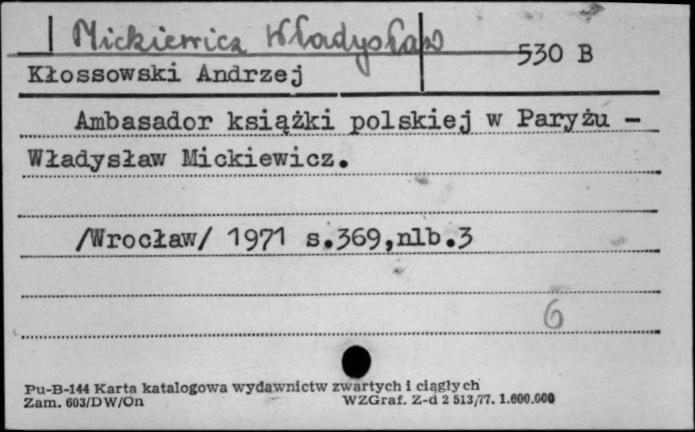 Mickiewicz Władysław
530 B
Kłossowski Andrzej
Ambasador książki polskiej w Paryżu -
Władysław Mickiewicz.
/Wrocław/ 1971 s.369,nlb.3
6
Pu-B-144 Karta katalogowa wydawnictw zwartych i ciągłych
Zam. 603/DW/On WZGraf. Z-d 2 513/77. 1.600.000